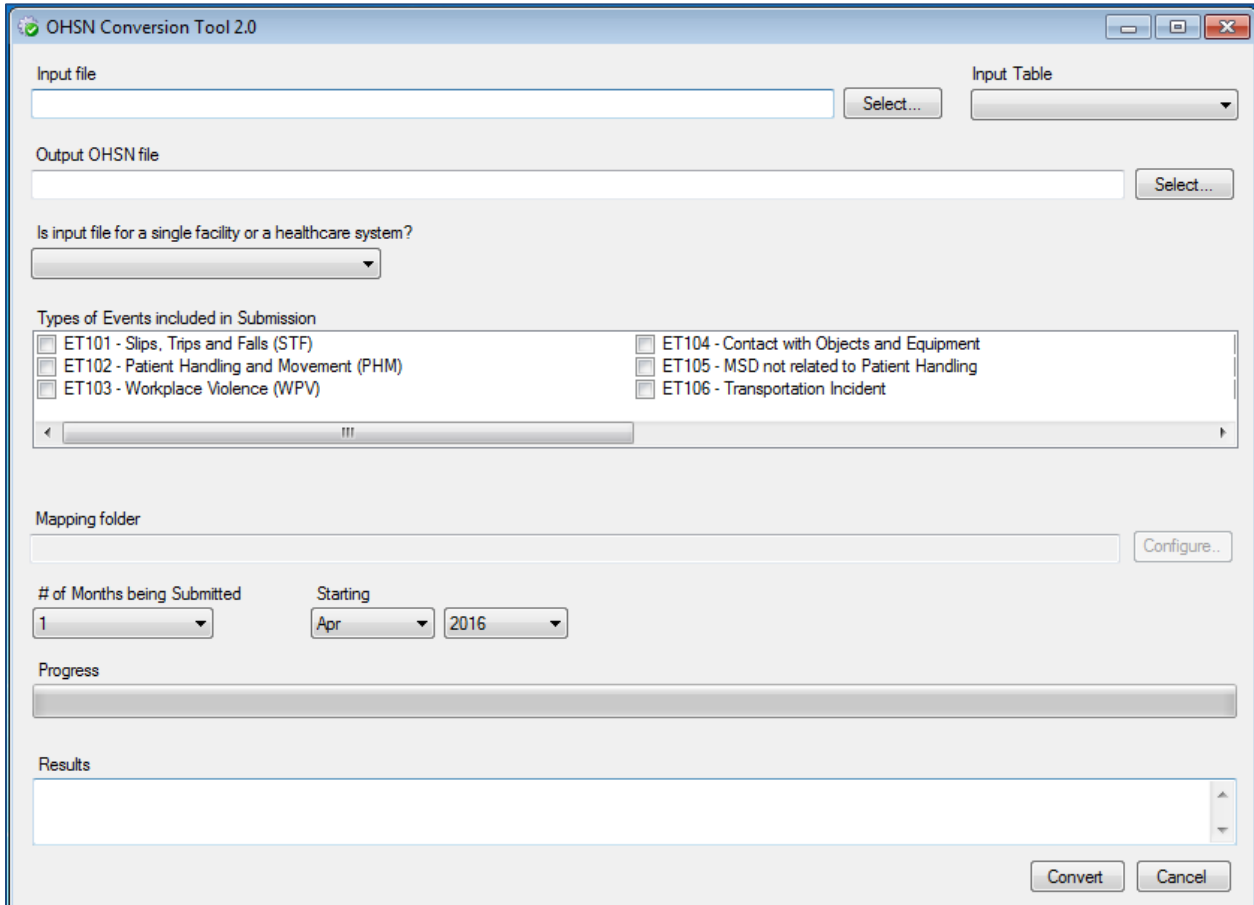 OHSN Conversion Tool 2.0
Input file
Input Table
Select...
Output OHSN file
Select...
Is input file for a single facility or a healthcare system?
Types of Events included in Submission
ET101 - Slips, Trips and Falls (STF)
ET104 - Contact with Objects and Equipment
ET102 - Patient Handling and Movement (PHM)
ET105 - MSD not related to Patient Handling
ET103 - Workplace Violence (WPV)
ET106 - Transportation Incident
Mapping folder
Configure..
# of Months being Submitted
Starting
1
Apr
2016
Progress
Results
Convert
Cancel